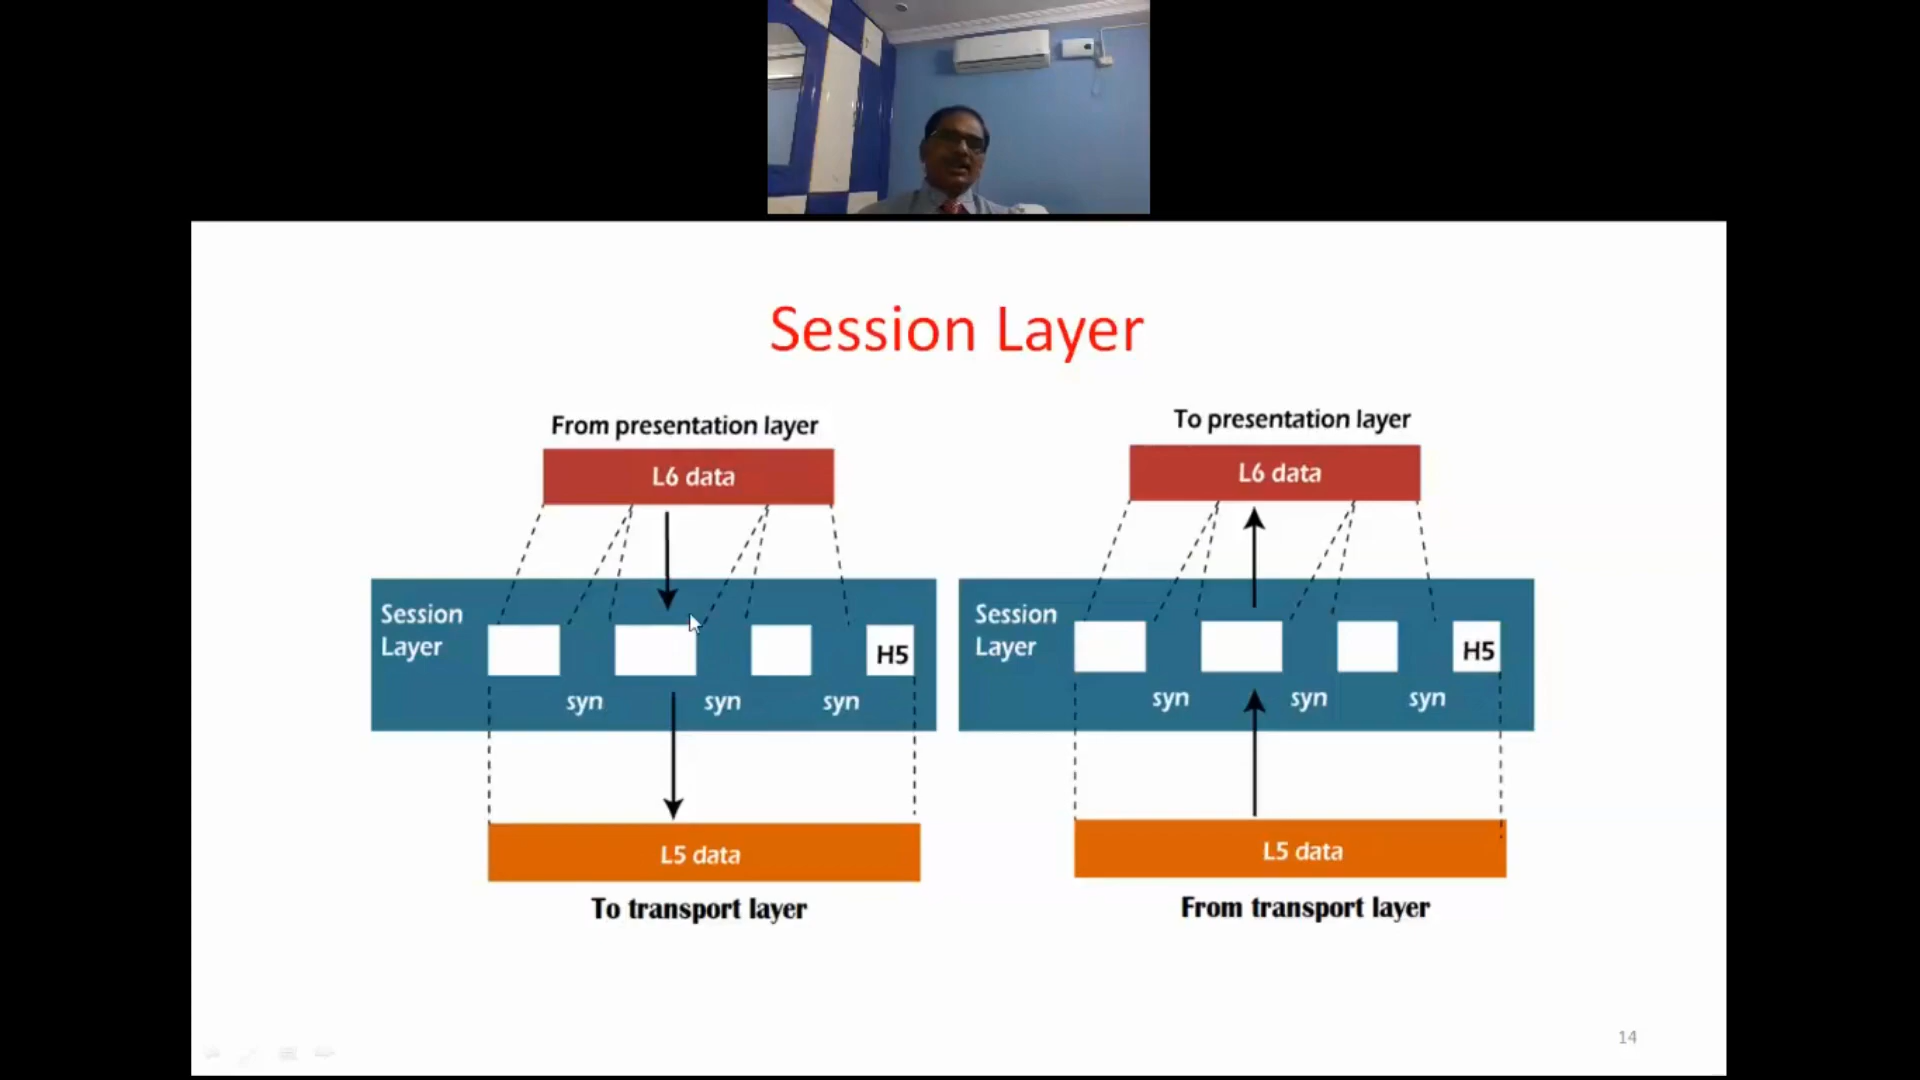 Session Layer
From presentation layer
L6 data
Session
Layer
H5
syn syn syn
L5 data
To transport layer
To presentation layer
L6 data
Session
Layer
H5
syn syn syn
L5 data
From transport layer
14